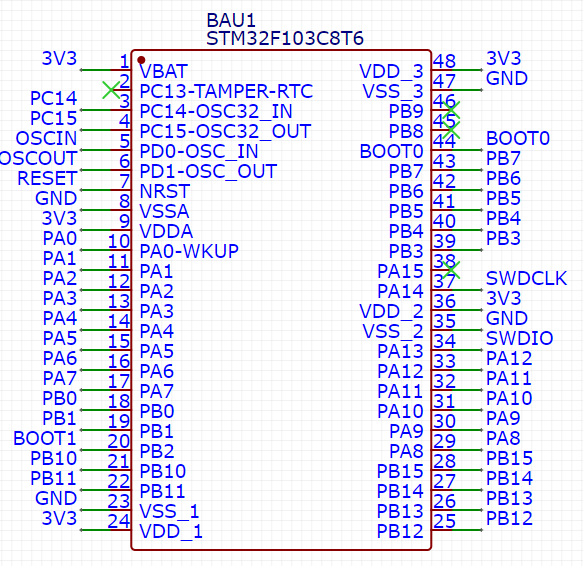 BAU1
STM32F103C8T6
3V3 1 VBAT VDD_3 48 3V3
2 PC13-TAMPER-RTC VSS_3 47 GND
PC14 3 PC14-OSC32_IN PB9 46
PC15 4 PC15-OSC32_OUT PB8 45
OSCIN 5 PD0-OSC_IN BOOT0 44 BOOT0
OSCOUT 6 PD1-OSC_OUT PB7 43 PB7
RESET 7 NRST PB6 42 PB6
GND 8 VSSA PB5 41 PB5
3V3 9 VDDA PB4 40 PB4
PA0 10 PA0-WKUP PB3 39 PB3
PA1 11 PA1 PA15 38
PA2 12 PA2 PA14 37 SWDCLK
PA3 13 PA3 VDD_2 36 3V3
PA4 14 PA4 VSS_2 35 GND
PA5 15 PA5 PA13 34 SWDIO
PA6 16 PA6 PA12 33 PA12
PA7 17 PA7 PA11 32 PA11
PB0 18 PB0 PA10 31 PA10
PB1 19 PB1 PA9 30 PA9
BOOT1 20 PB2 PA8 29 PA8
PB10 21 PB10 PB15 28 PB15
PB11 22 PB11 PB14 27 PB14
GND 23 VSS_1 PB13 26 PB13
3V3 24 VDD_1 PB12 25 PB12